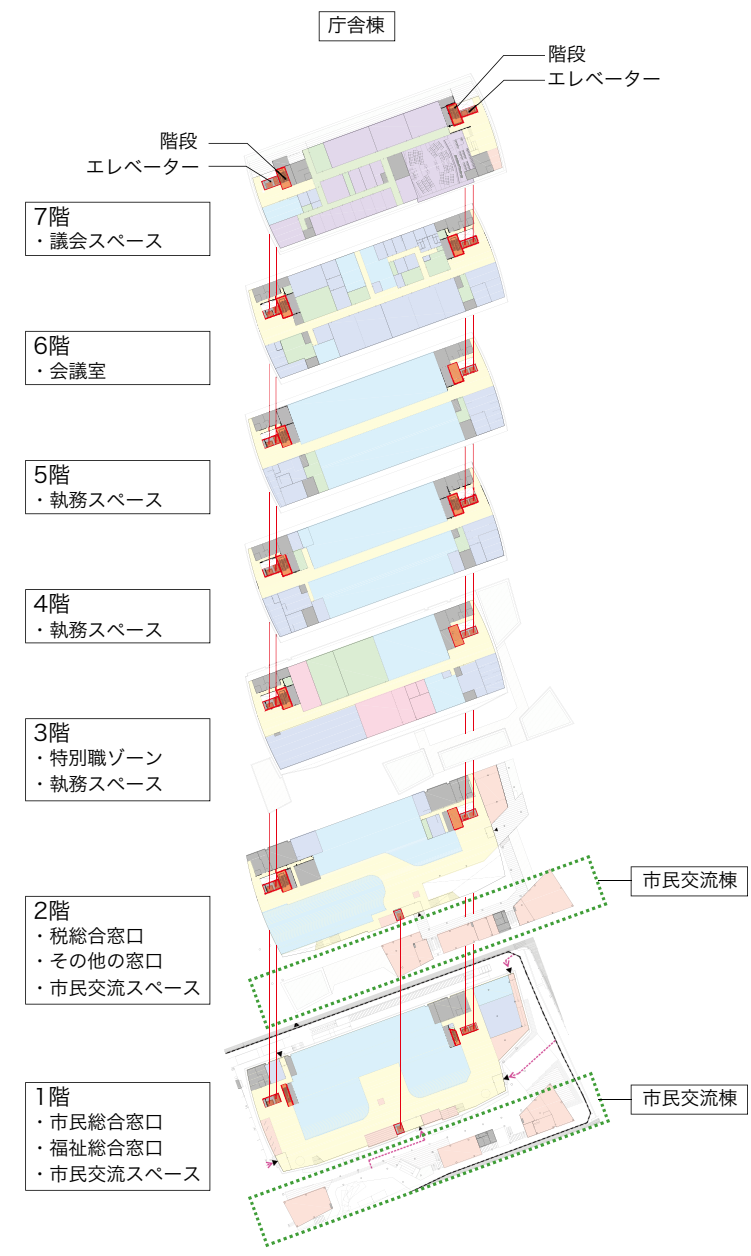 庁舎棟
階段
エレベーター
階段
エレベーター
7階
・議会スペース
6階
・会議室
5階
・執務スペース
4階
・執務スペース
3階
・特別職ゾーン
・執務スペース
2階
・税総合窓口
・その他の窓口
・市民交流スペース
市民交流棟
1階
・市民総合窓口
・福祉総合窓口
・市民交流スペース
市民交流棟